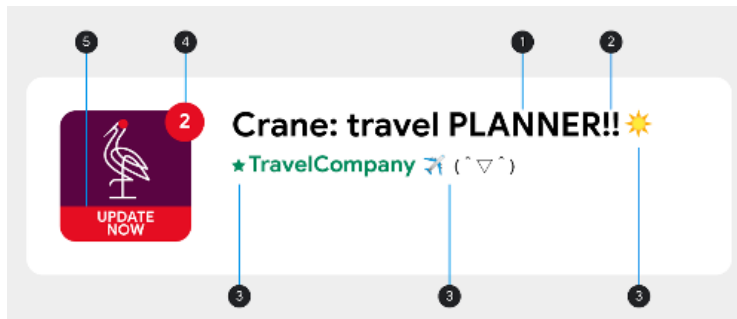 5 4 1 2
2
Crane: travel PLANNER!!☀️
★TravelCompany ✈️ (ˆ▽ˆ)
UPDATE
NOW
3 3 3